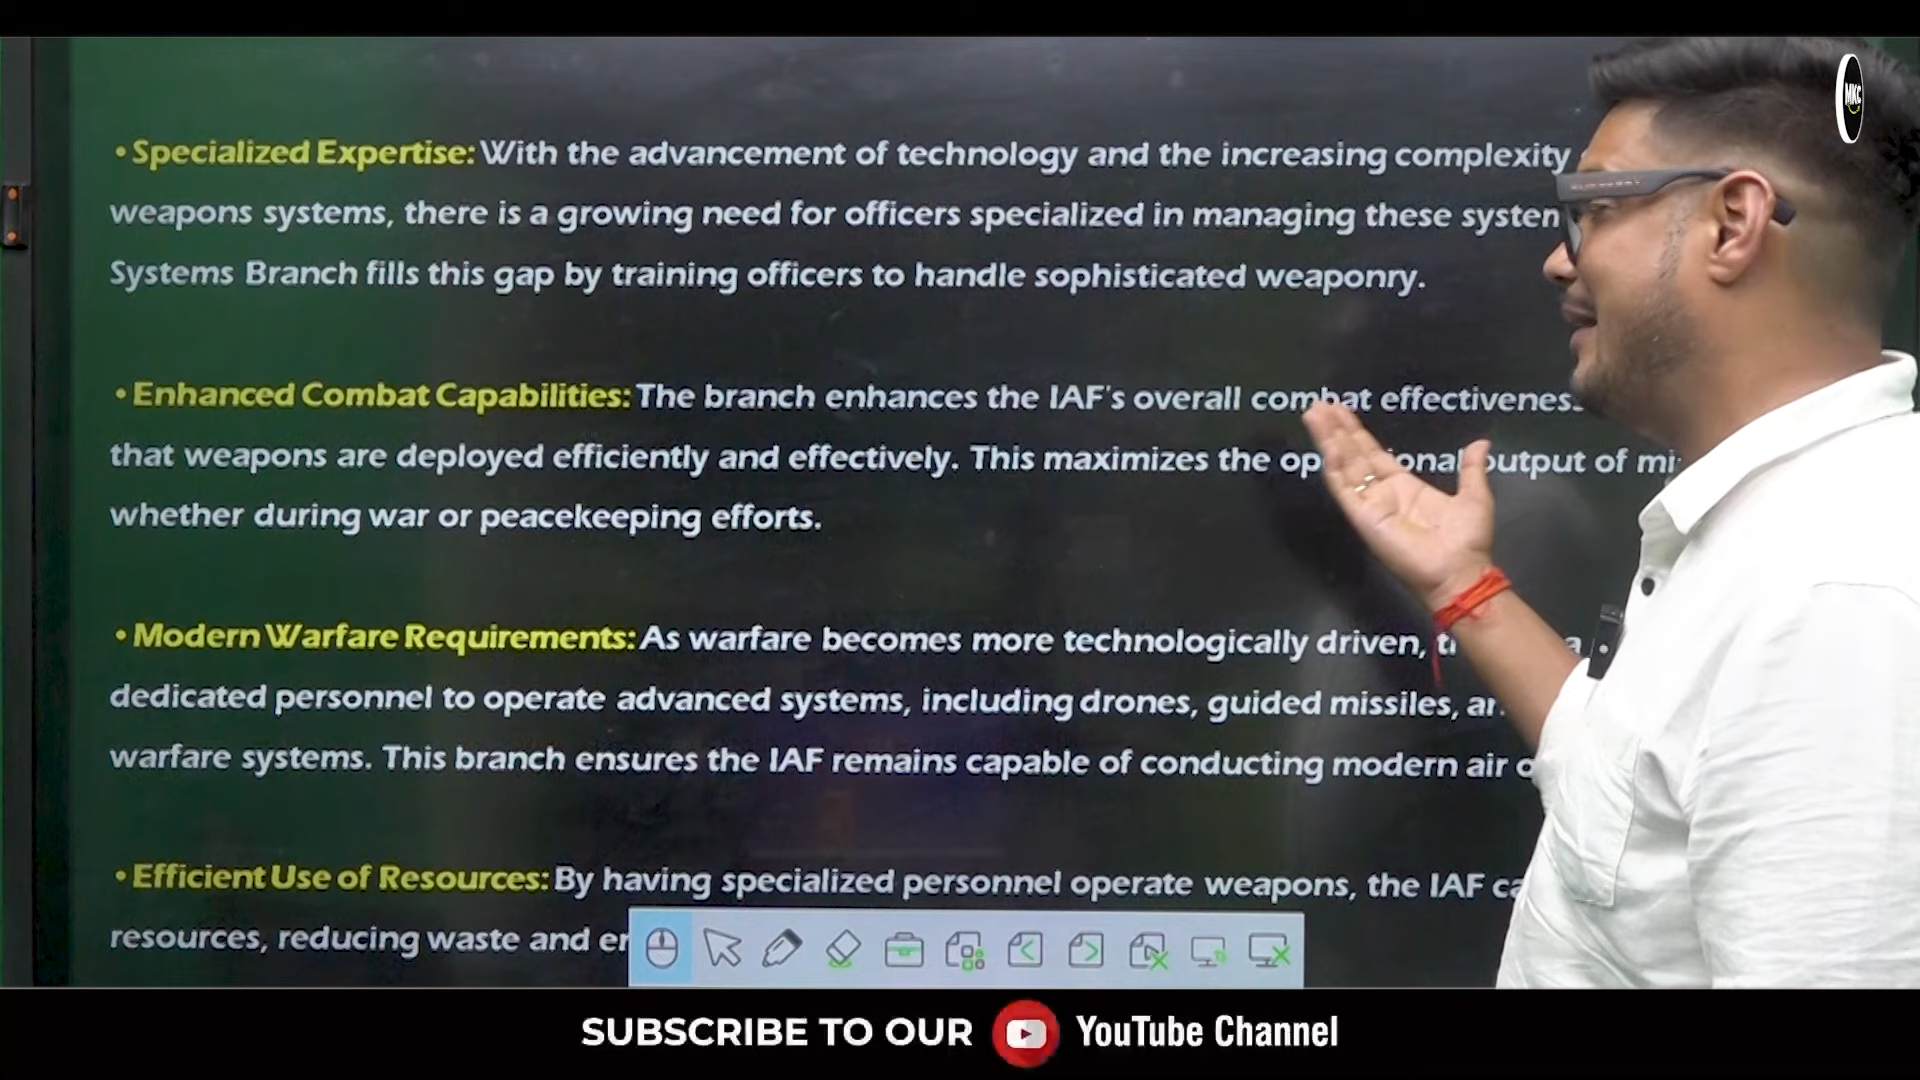 • Specialized Expertise: With the advancement of technology and the increasing complexity
weapons systems, there is a growing need for officers specialized in managing these
Systems Branch fills this gap by training officers to handle sophisticated weaponry.
• Enhanced Combat Capabilities: The branch enhances the IAF's overall combat effectiveness
that weapons are deployed efficiently and effectively. This maximizes the output of
whether during war or peacekeeping efforts.
• Modern Warfare Requirements: As warfare becomes more technologically driven,
dedicated personnel to operate advanced systems, including drones, guided missiles,
warfare systems. This branch ensures the IAF remains capable of conducting modern air
• Efficient Use of Resources: By having specialized personnel operate weapons, the IAF
resources, reducing waste and
MKC
SUBSCRIBE TO OUR YouTube Channel